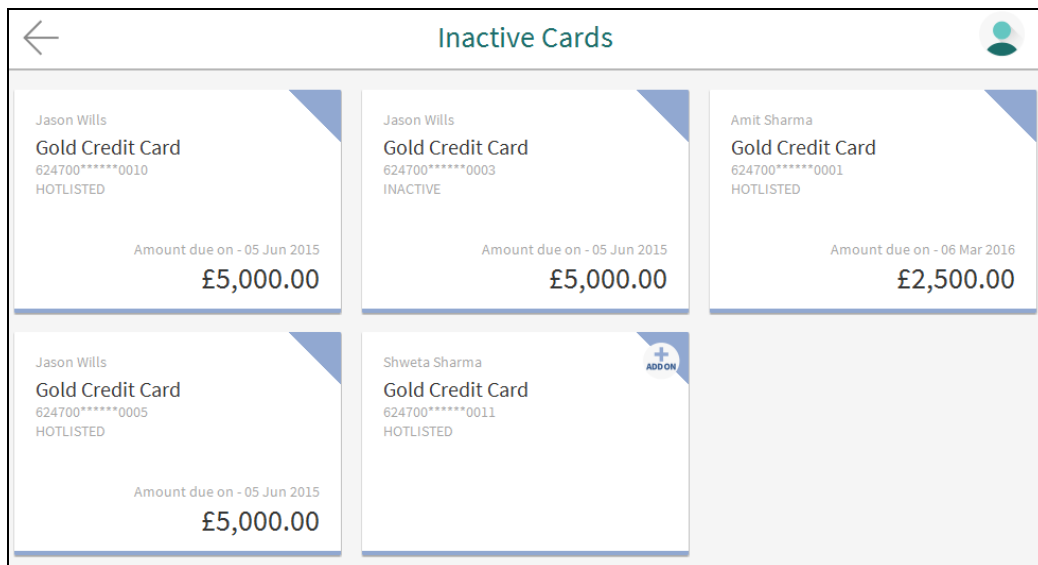 Inactive Cards
Jason Wills
Gold Credit Card
624700******0010
HOTLISTED
Amount due on - 05 Jun 2015
£5,000.00
Jason Wills
Gold Credit Card
624700******0003
INACTIVE
Amount due on - 05 Jun 2015
£5,000.00
Amit Sharma
Gold Credit Card
624700******0001
HOTLISTED
Amount due on - 06 Mar 2016
£2,500.00
Jason Wills
Gold Credit Card
624700******0005
HOTLISTED
Amount due on - 05 Jun 2015
£5,000.00
ADD ON
Shweta Sharma
Gold Credit Card
624700******0011
HOTLISTED